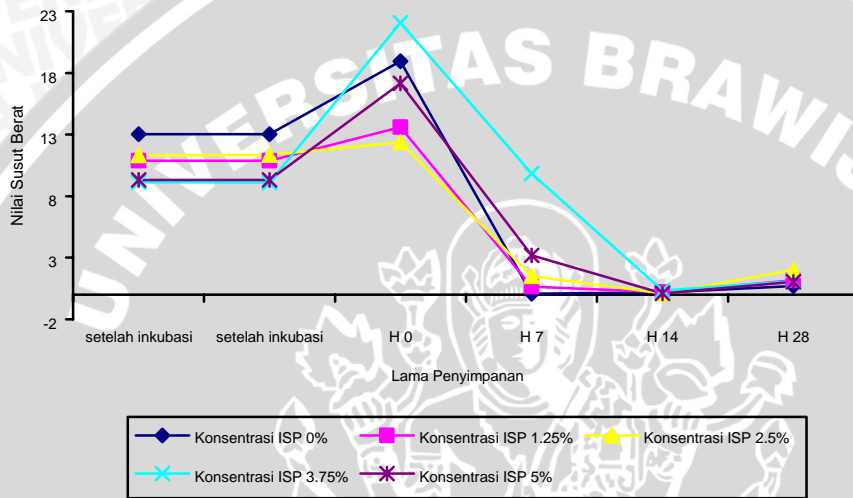 UNIVERSITAS BRAWIJ
23
18
13
8
3
-2
Nilai Susut Berat
setelah inkubasi setelah inkubasi H 0 H 7 H 14 H 28
Lama Penyimpanan
Konsentrasi ISP 0% Konsentrasi ISP 1.25% Konsentrasi ISP 2.5%
Konsentrasi ISP 3.75% Konsentrasi ISP 5%